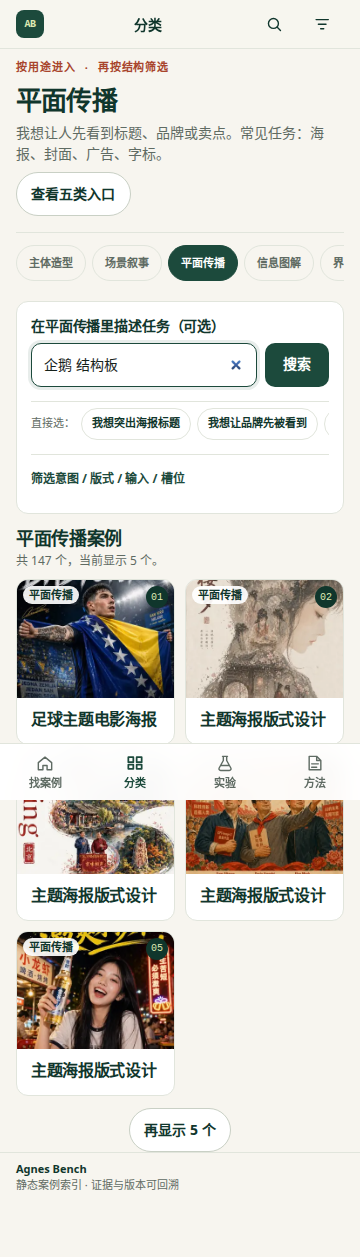 AB
分类
按用途进入 · 再按结构筛选
平面传播
我想让人先看到标题、品牌或卖点。常见任务：海
报、封面、广告、字标。
查看五类入口
主体造型
场景叙事
平面传播
信息图解
界
在平面传播里描述任务（可选）
企鹅 结构板
搜索
直接选：
我想突出海报标题
我想让品牌先被看到
筛选意图 / 版式 / 输入 / 槽位
平面传播案例
共 147 个，当前显示 5 个。
平面传播
01
平面传播
02
足球主题电影海报
主题海报版式设计
找案例
分类
实验
方法
ing
北京
主题海报版式设计
主题海报版式设计
平面传播
05
小龙虾
啤酒·烧烤
主题海报版式设计
再显示 5 个
Agnes Bench
静态案例索引 · 证据与版本可回溯